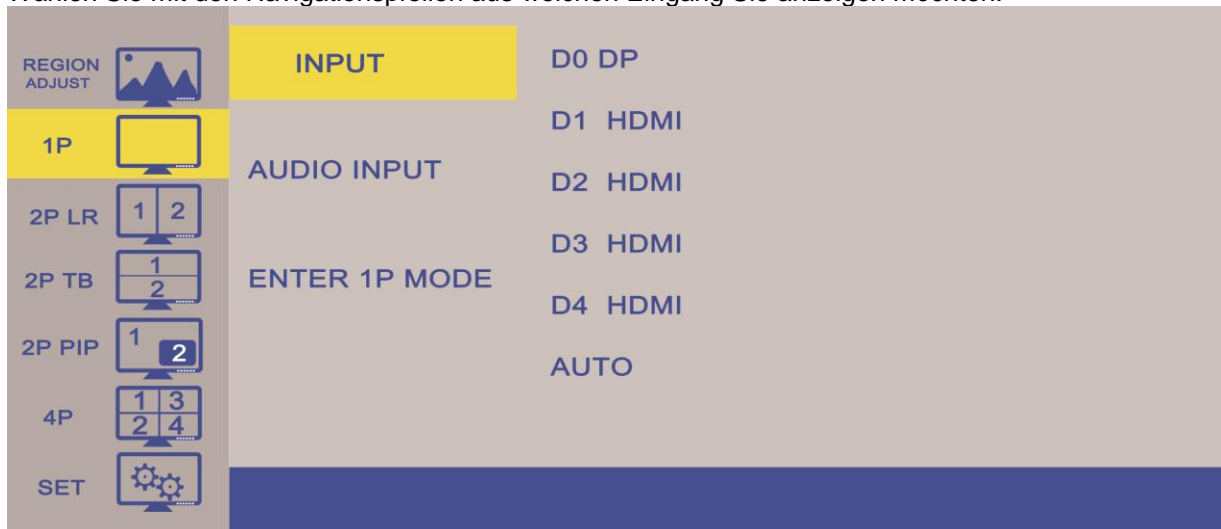 Wählen Sie mit den Navigationspfeilen aus welchen Eingang Sie anzeigen möchten.
REGION
ADJUST
1P
2P LR
1 2
2P TB
1
2
2P PIP
1
2
4P
1 3
2 4
SET
INPUT
AUDIO INPUT
ENTER 1P MODE
D0 DP
D1 HDMI
D2 HDMI
D3 HDMI
D4 HDMI
AUTO